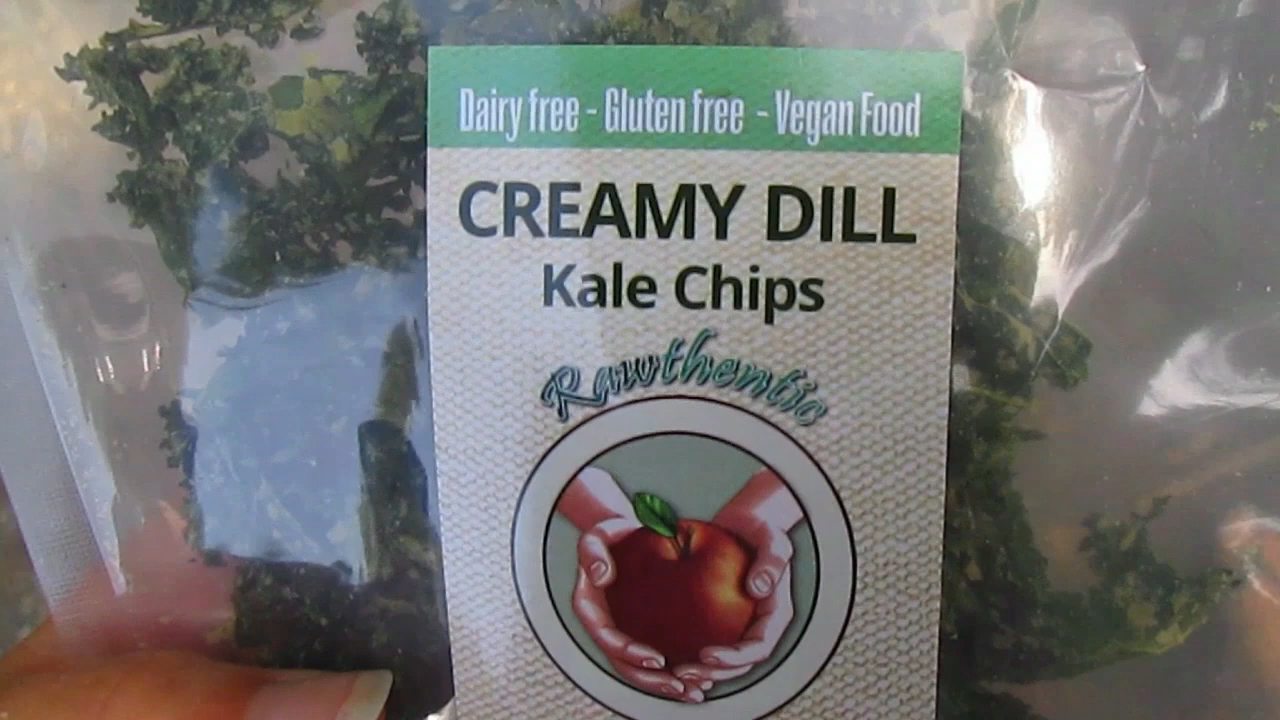 Dairy free - Gluten free - Vegan Food
CREAMY DILL
Kale Chips
Rawthentic